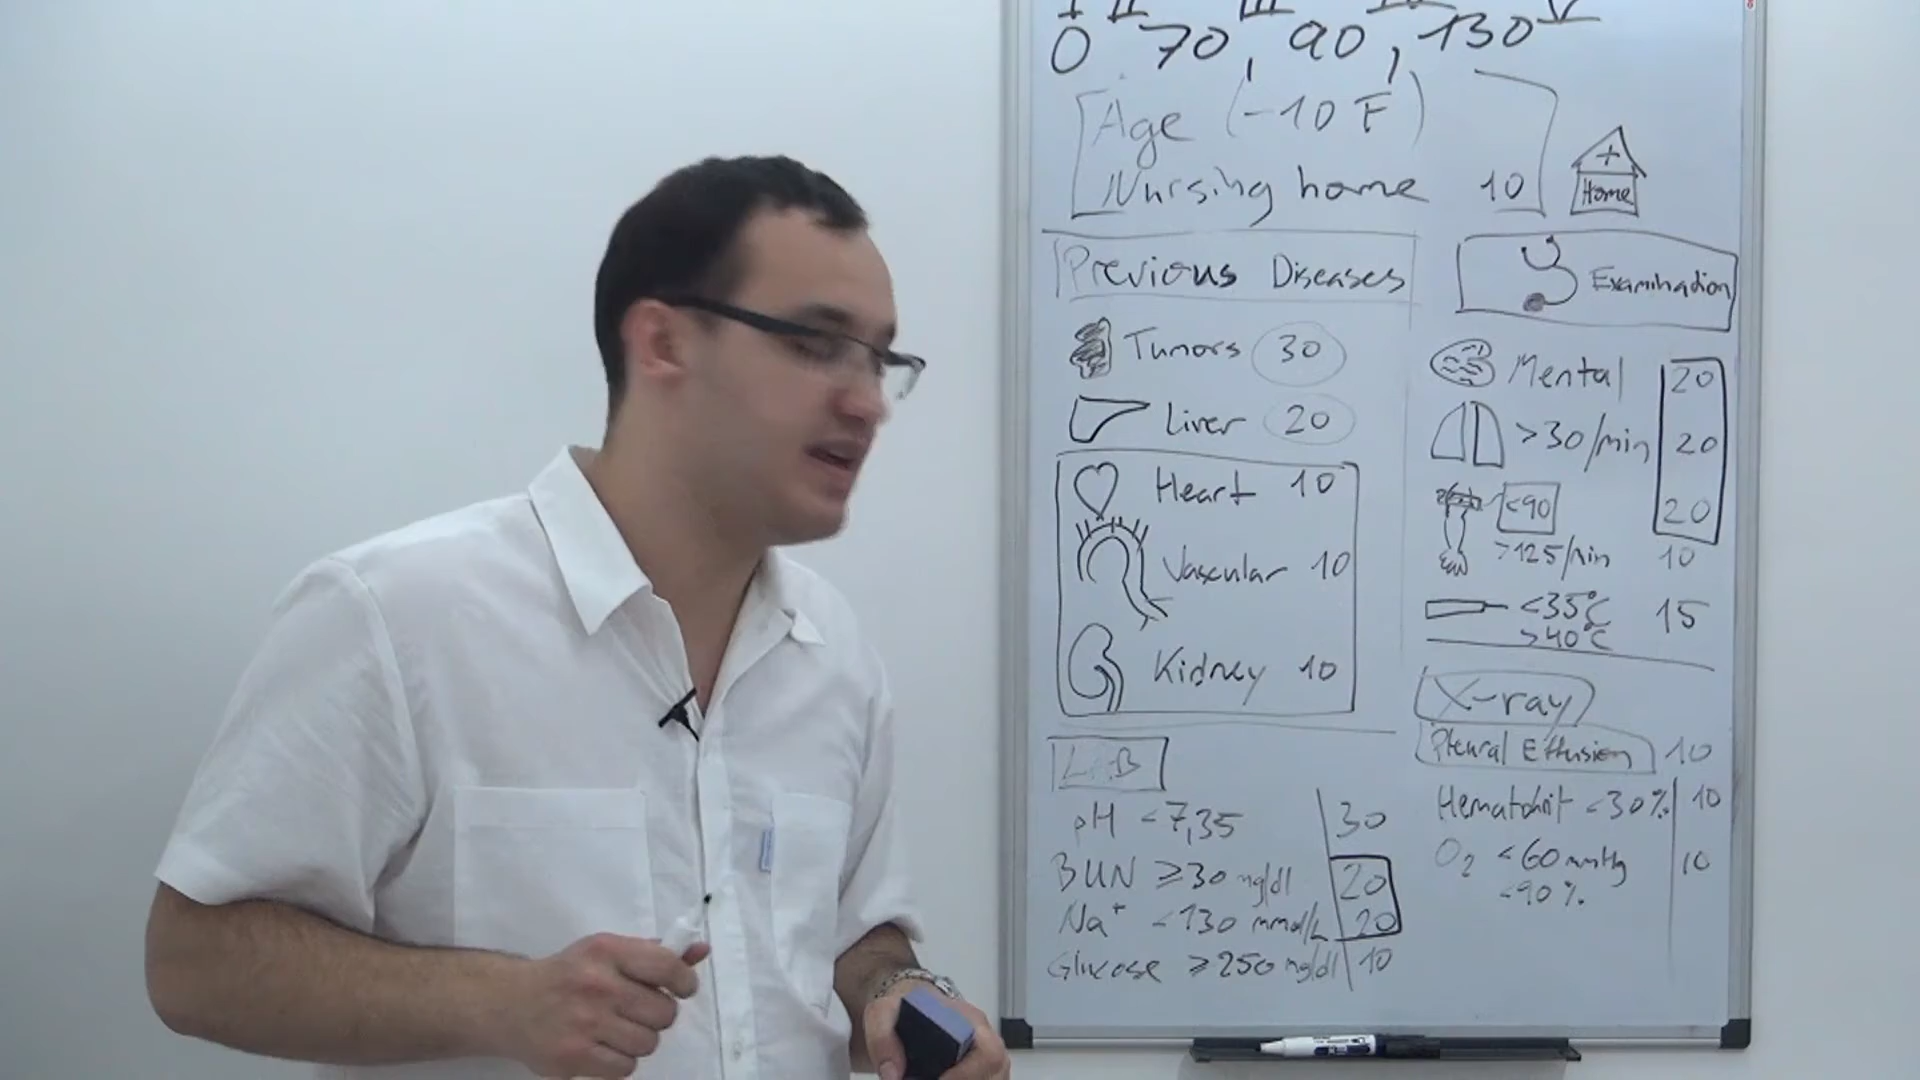 I II III IV V
0 70, 90, 130
Age (-10 F)
Nursing home 10
Home
Previous Diseases
Tumors 30
Liver 20
Heart 10
Vascular 10
Kidney 10
LAB
pH <7,35 30
BUN ≥30 mg/dl 20
Na+ <130 mmol/L 20
Glucose ≥250 mg/dl 10
Examination
Mental 20
>30/min 20
<90 20
>125/min 10
<35°C 15
>40°C
X-ray
Pleural Effusion 10
Hematokrit <30% 10
O2 <60 mmHg 10
<90%